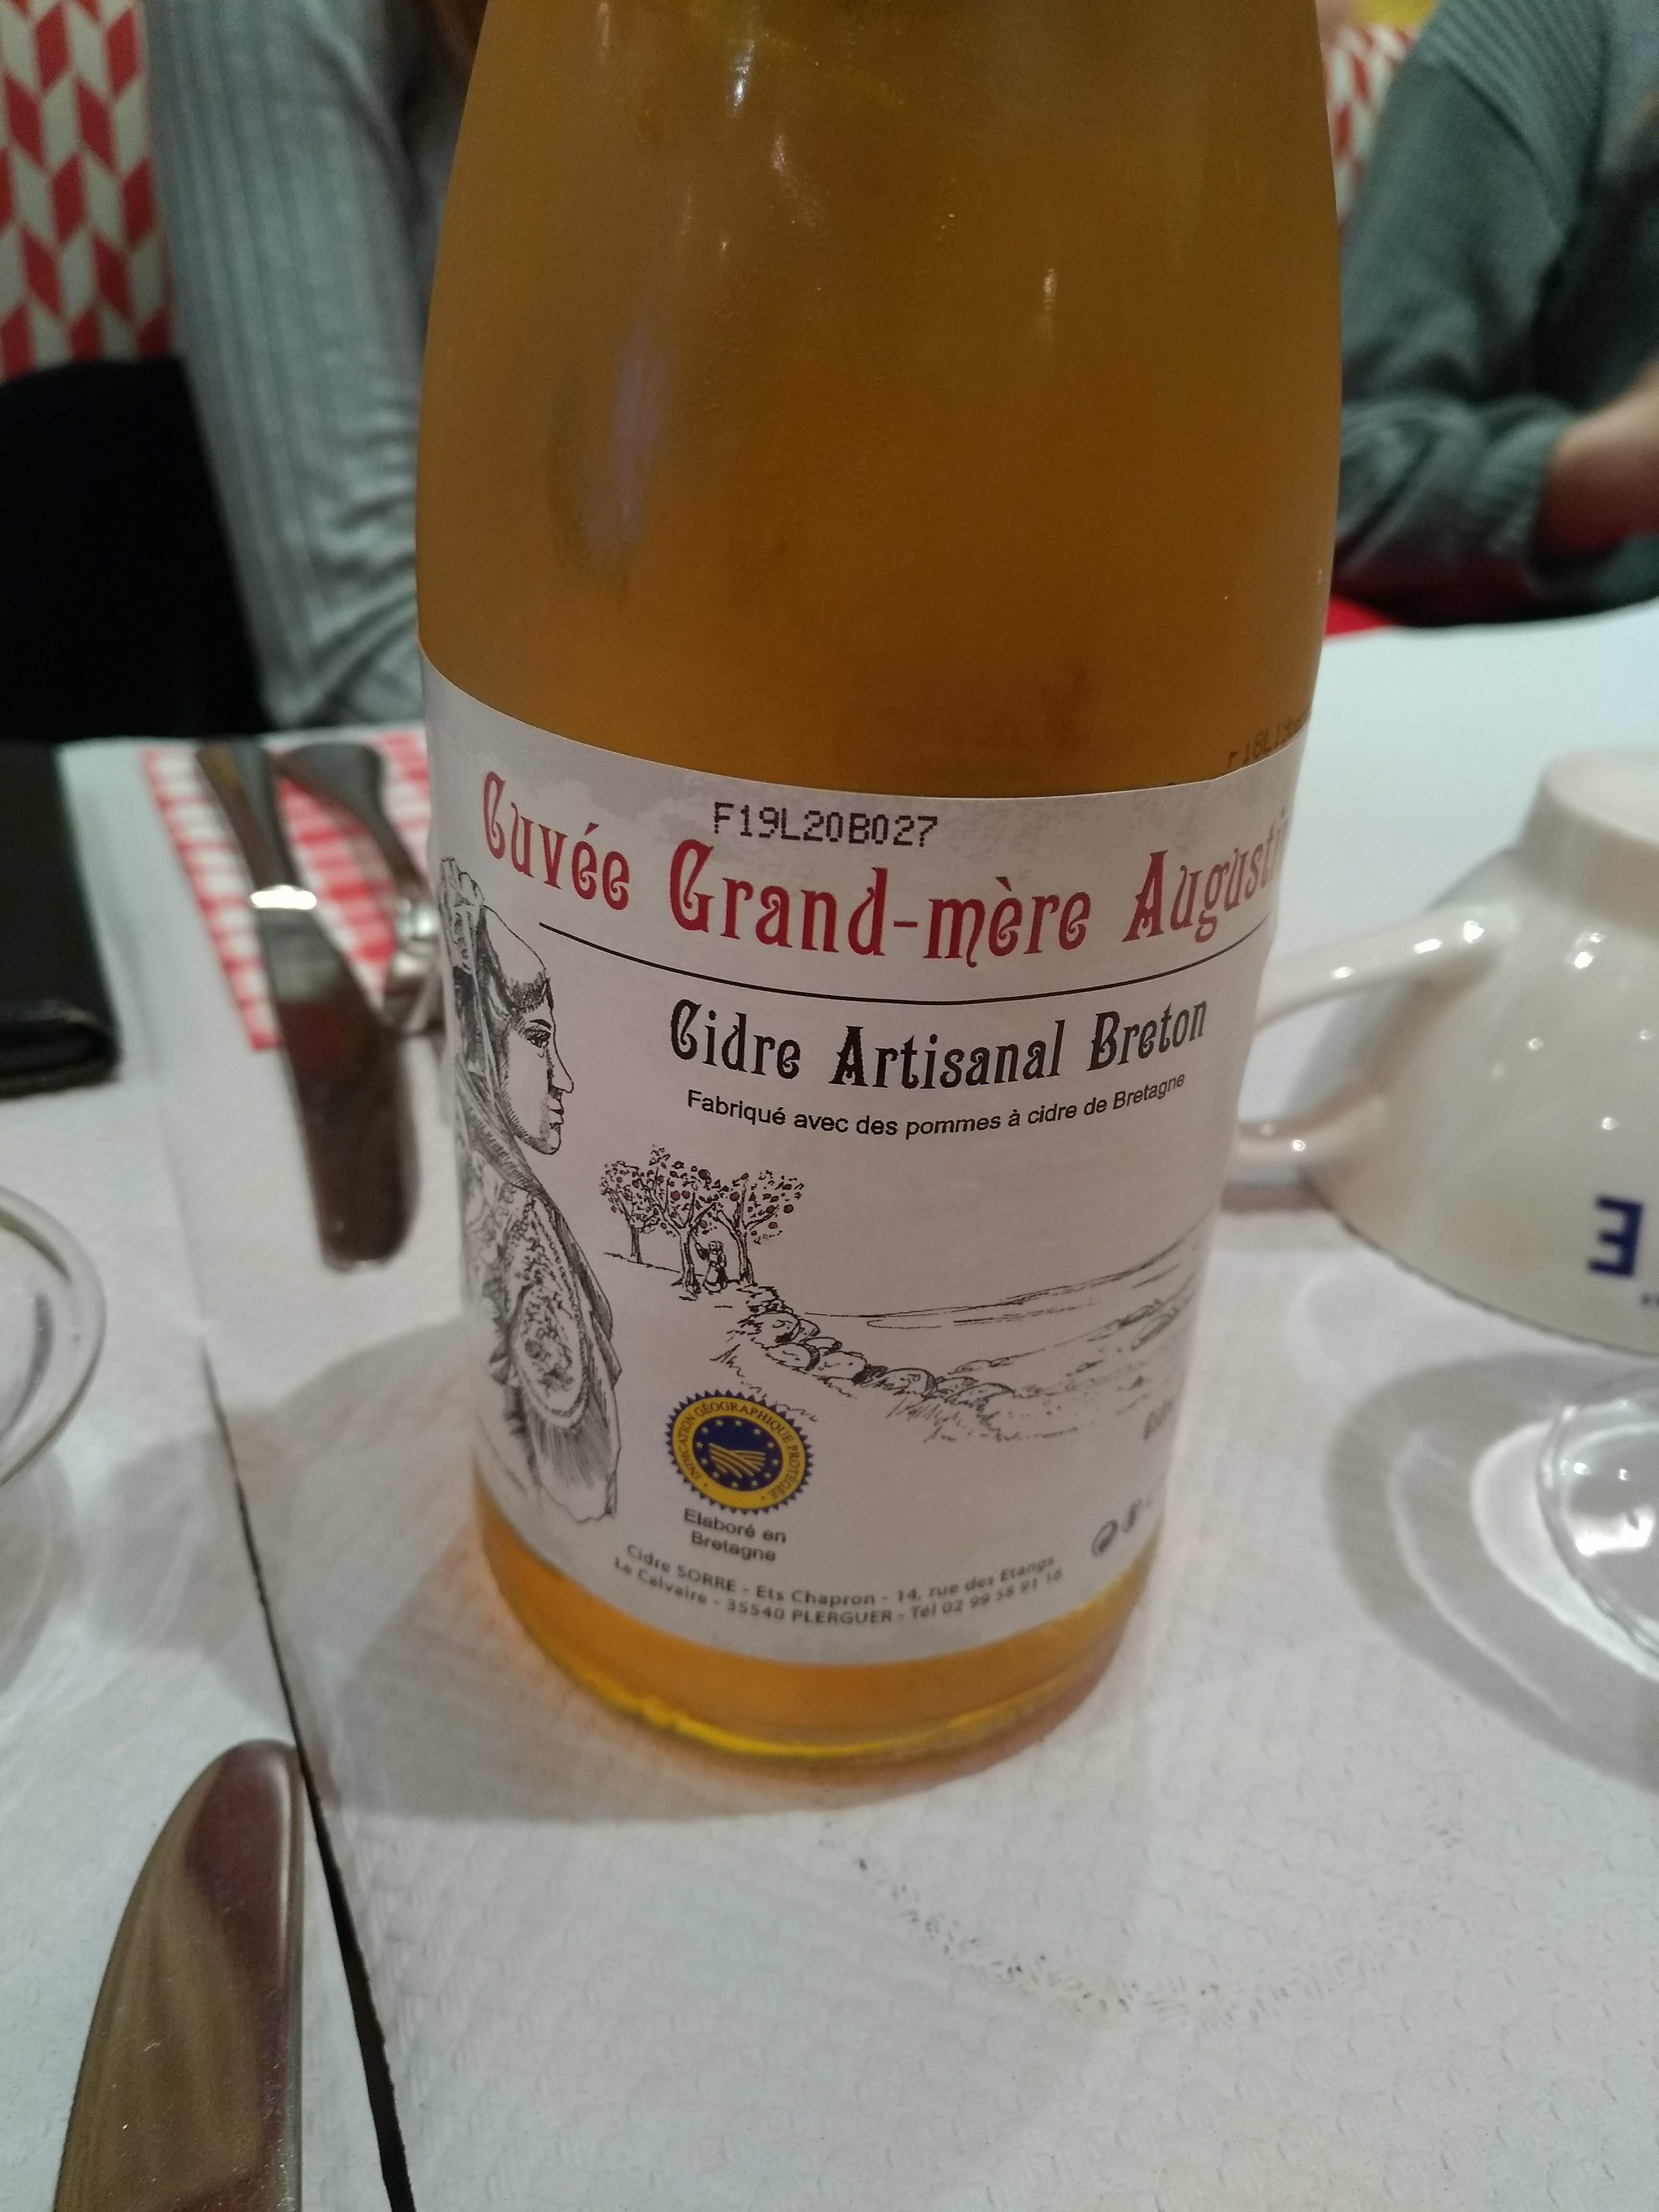 F18L13
F19L20B027
Cuvée Grand-mère Augusti
Cidre Artisanal Breton
Fabriqué avec des pommes à cidre de Bretagne
INDICATION GÉOGRAPHIQUE PROTÉGÉE
Elaboré en
Bretagne
Cidre SORRE - Ets Chapron - 14, rue des Etangs
Le Calvaire - 35540 PLERGUER - Tél 02 99 58 91 16
E